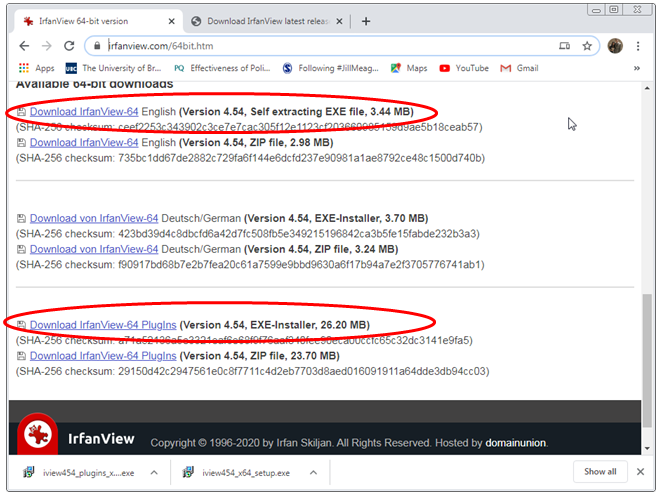 IrfanView 64-bit version
Download IrfanView latest releas
irfanview.com/64bit.htm
Apps
UBC
The University of Br...
PQ
Effectiveness of Poli...
Following #JillMeag...
Maps
YouTube
Gmail
»
Available 64-bit downloads
Download IrfanView-64 English (Version 4.54, Self extracting EXE file, 3.44 MB)
(SHA-256 checksum:
Download IrfanView-64 English (Version 4.54, ZIP file, 2.98 MB)
(SHA-256 checksum: 735bc1dd67de2882c729fa6f144e6dcfd237e90981a1ae8792ce48c1500d740b)
Download von IrfanView-64 Deutsch/German (Version 4.54, EXE-Installer, 3.70 MB)
(SHA-256 checksum: 423bd39d4c8dbcfd6a42d7fc508fb5e349215196842ca3b5fe15fabde232b3a3)
Download von IrfanView-64 Deutsch/German (Version 4.54, ZIP file, 3.24 MB)
(SHA-256 checksum: f90917bd68b7e2b7fea20c61a7599e9bbd9630a6f17b94a7e2f3705776741ab1)
Download IrfanView-64 PlugIns (Version 4.54, EXE-Installer, 26.20 MB)
(SHA-256 checksum:
Download IrfanView-64 PlugIns (Version 4.54, ZIP file, 23.70 MB)
(SHA-256 checksum: 29150d42c2947561e0c8f7711c4d2eb7703d8aed016091911a64dde3db94cc03)
IrfanView
Copyright © 1996-2020 by Irfan Skiljan. All Rights Reserved. Hosted by domainunion.
iview454_plugins_x....exe
iview454_x64_setup.exe
Show all